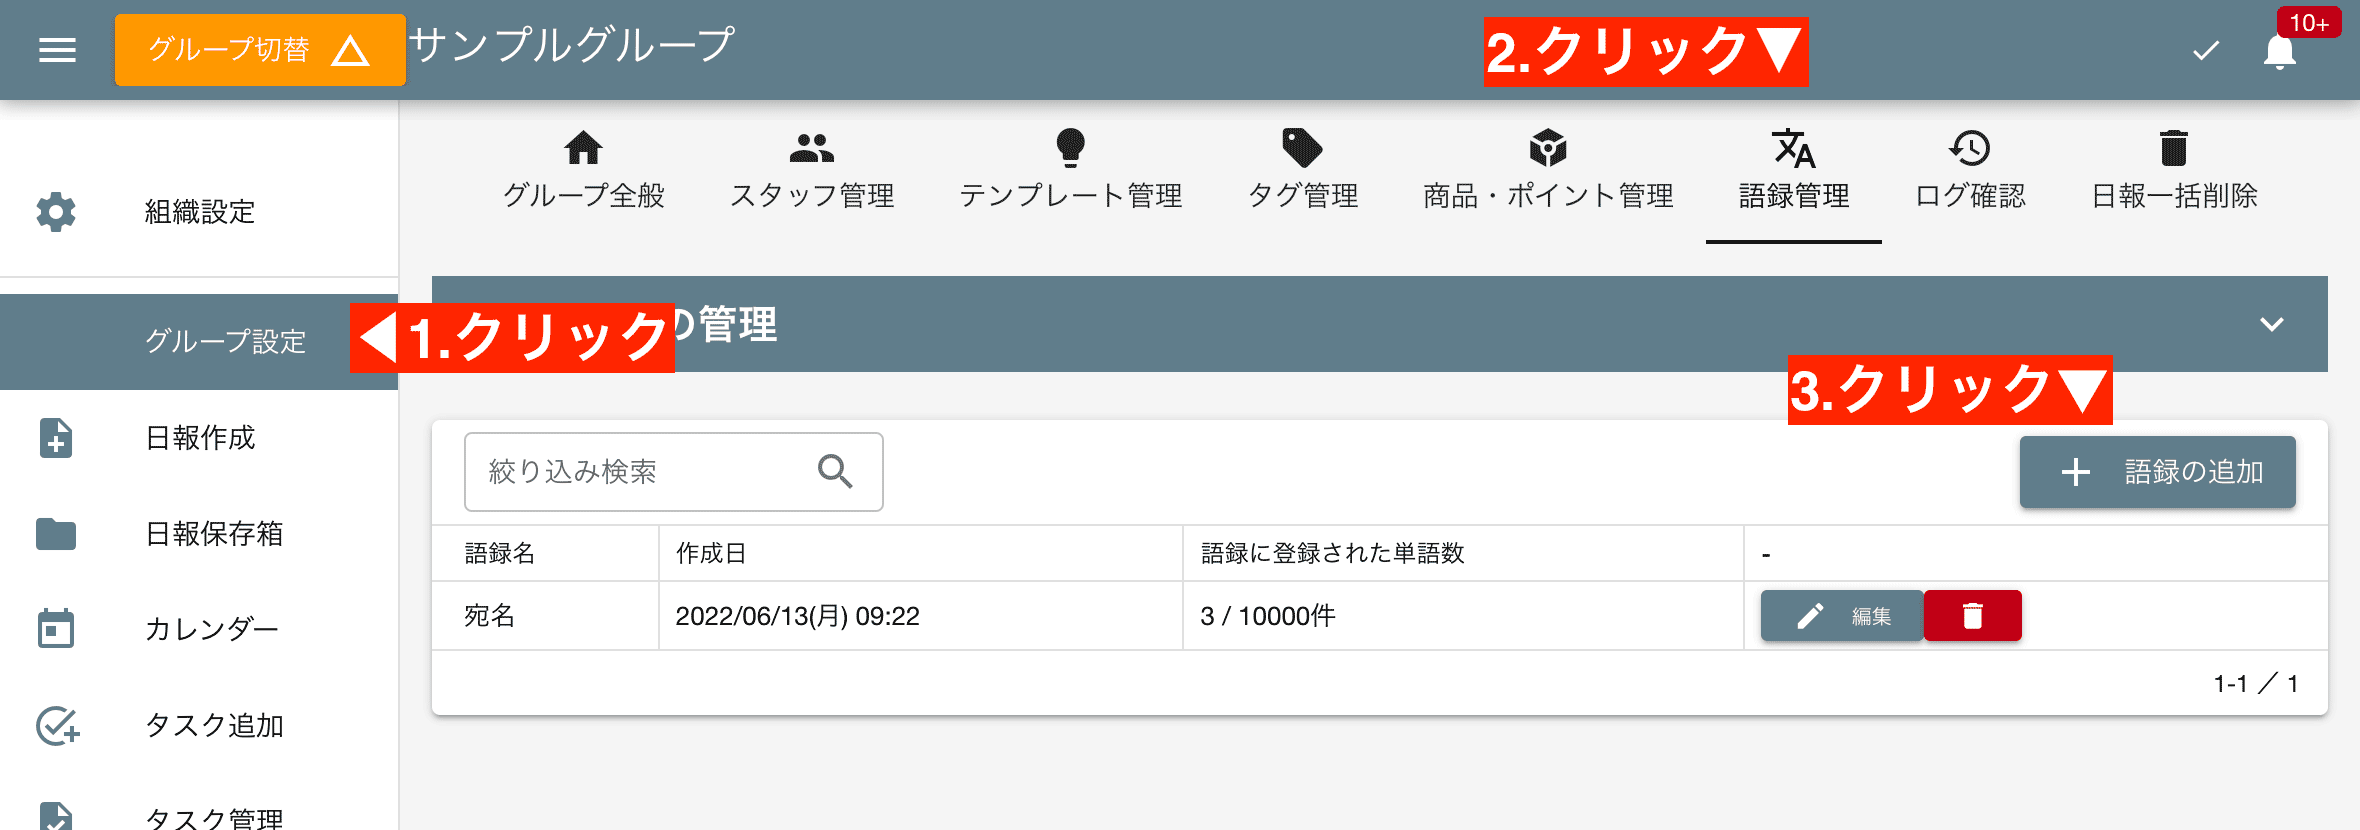 グループ切替
サンプルグループ
2.クリック▼
10+
グループ全般
スタッフ管理
テンプレート管理
タグ管理
商品・ポイント管理
語録管理
ログ確認
日報一括削除
組織設定
グループ設定
◀1.クリック
の管理
3.クリック▼
日報作成
日報保存箱
カレンダー
タスク追加
タスク管理
絞り込み検索
語録の追加
語録名 作成日 語録に登録された単語数 -
宛名 2022/06/13(月) 09:22 3 / 10000件 編集
1-1 ／ 1